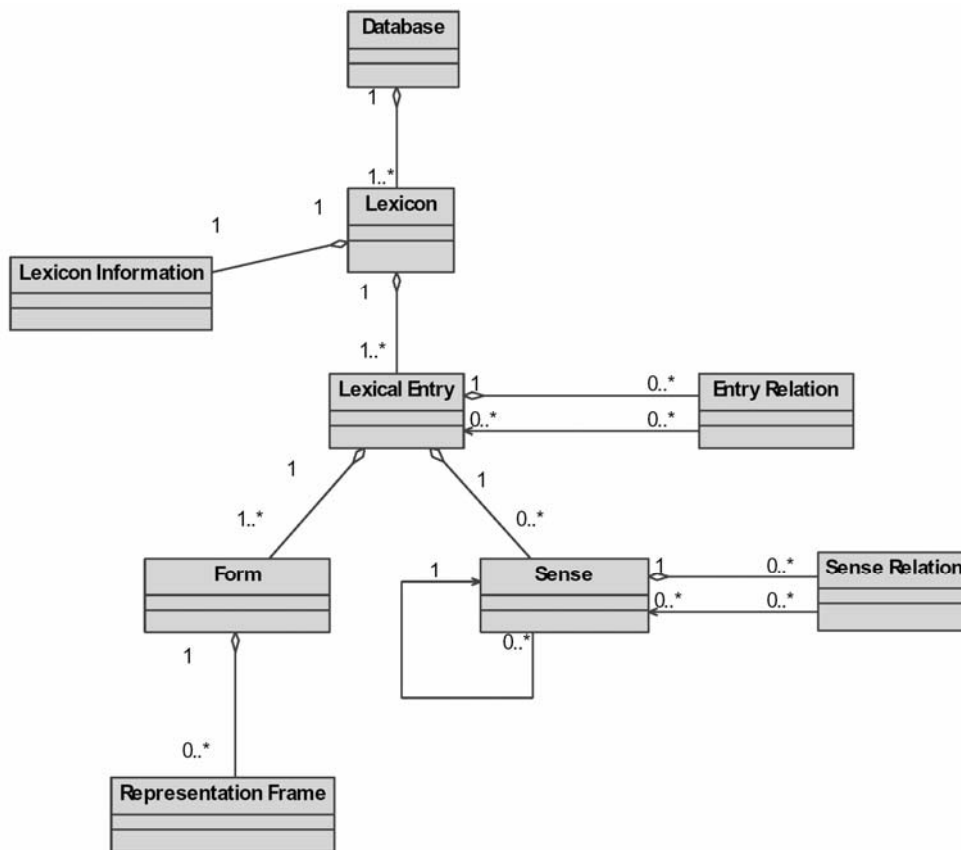 Database
1
1..*
Lexicon
1
1
Lexicon Information
1
1..*
Lexical Entry
1
0..*
Entry Relation
0..*
0..*
1
1
1..*
0..*
Form
1
Sense
1
0..*
Sense Relation
0..*
0..*
0..*
1
0..*
Representation Frame